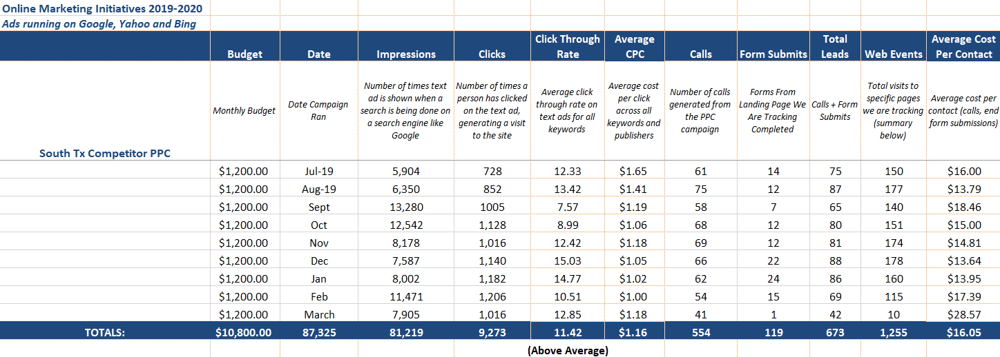 Online Marketing Initiatives 2019-2020
Ads running on Google, Yahoo and Bing
Budget Date Impressions Clicks Click Through Rate Average CPC Calls Form Submits Total Leads Web Events Average Cost Per Contact
South Tx Competitor PPC Monthly Budget Date Campaign Ran Number of times text ad is shown when a search is being done on a search engine like Google Number of times a person has clicked on the text ad, generating a visit to the site Average click through rate on text ads for all keywords Average cost per click across all keywords and publishers Number of calls generated from the PPC campaign Forms From Landing Page We Are Tracking Completed Calls + Form Submits Total visits to specific pages we are tracking (summary below) Average cost per contact (calls, end form submissions)
$1,200.00 Jul-19 5,904 728 12.33 $1.65 61 14 75 150 $16.00
$1,200.00 Aug-19 6,350 852 13.42 $1.41 75 12 87 177 $13.79
$1,200.00 Sept 13,280 1005 7.57 $1.19 58 7 65 140 $18.46
$1,200.00 Oct 12,542 1,128 8.99 $1.06 68 12 80 151 $15.00
$1,200.00 Nov 8,178 1,016 12.42 $1.18 69 12 81 174 $14.81
$1,200.00 Dec 7,587 1,140 15.03 $1.05 66 22 88 178 $13.64
$1,200.00 Jan 8,002 1,182 14.77 $1.02 62 24 86 160 $13.95
$1,200.00 Feb 11,471 1,206 10.51 $1.00 54 15 69 115 $17.39
$1,200.00 March 7,905 1,016 12.85 $1.18 41 1 42 10 $28.57
TOTALS: $10,800.00 87,325 81,219 9,273 11.42 $1.16 554 119 673 1,255 $16.05
(Above Average)